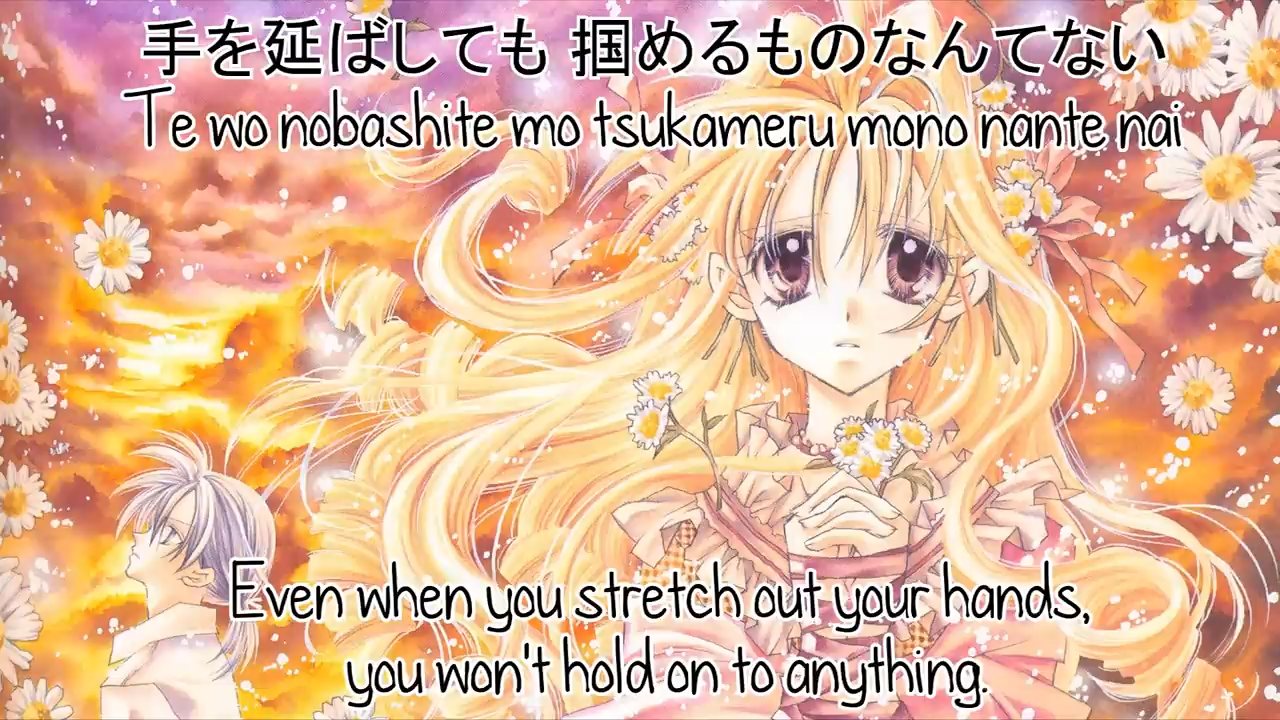 手を延ばしても 掴めるものなんてない
Te wo nobashite mo tsukameru mono nante nai
Even when you stretch out your hands,
you won't hold on to anything.